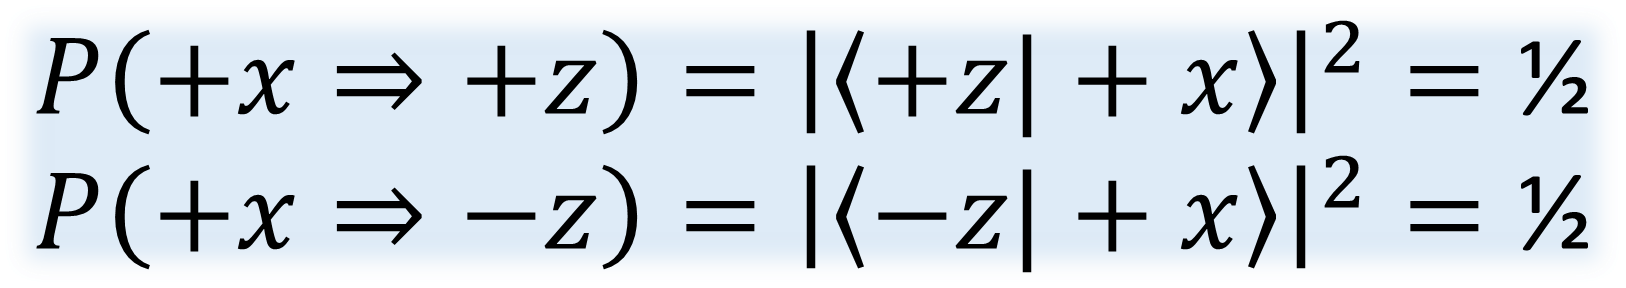 P(+x ⇒ +z) = |⟨+z| + x⟩|² = ½
P(+x ⇒ −z) = |⟨−z| + x⟩|² = ½